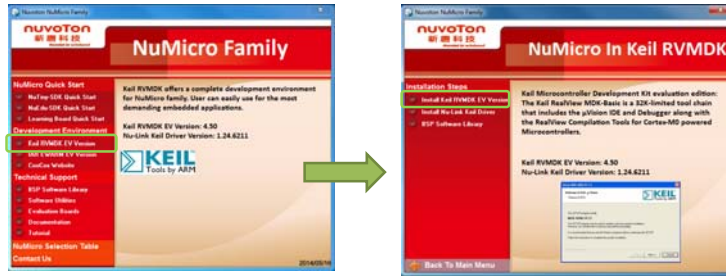 Nuvoton NuMicro Family
nuvoTon
新唐科技
NuMicro Family
NuMicro Quick Start
NuTiny-SDK Quick Start
NuEdu-SDK Quick Start
Learning Board Quick Start
Development Environment
Keil RVMDK EV Version
IAR EWARM EV Version
CooCox Website
Technical Support
BSP Software Library
Software Utilities
Evaluation Boards
Documentation
Tutorial
NuMicro Selection Table
Contact Us
Keil RVMDK offers a complete development environment
for NuMicro family. User can easily use for the most
demanding embedded applications.
Keil RVMDK EV Version: 4.50
Nu-Link Keil Driver Version: 1.24.6211
KEIL
Tools by ARM
Nuvoton NuMicro Family
nuvoTon
新唐科技
NuMicro In Keil RVMDK
Installation Steps
Install Keil RVMDK EV Version
Install Nu-Link Keil Driver
BSP Software Library
Back To Main Menu
Keil Microcontroller Development Kit evaluation edition:
The Keil RealView MDK-Basic is a 32K-limited tool chain
that includes the µVision IDE and Debugger along with
the RealView Compilation Tools for Cortex-M0 powered
Microcontrollers.
Keil RVMDK EV Version: 4.50
Nu-Link Keil Driver Version: 1.24.6211
KEIL